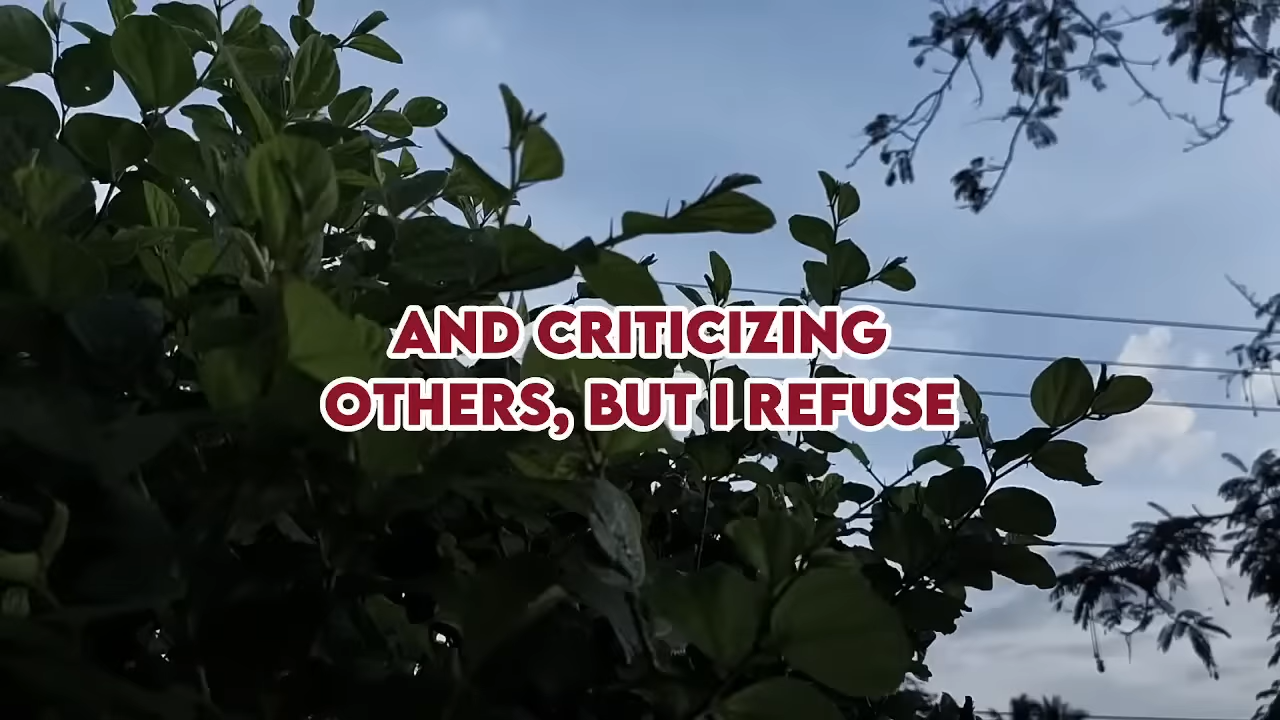 AND CRITICIZING
OTHERS, BUT I REFUSE